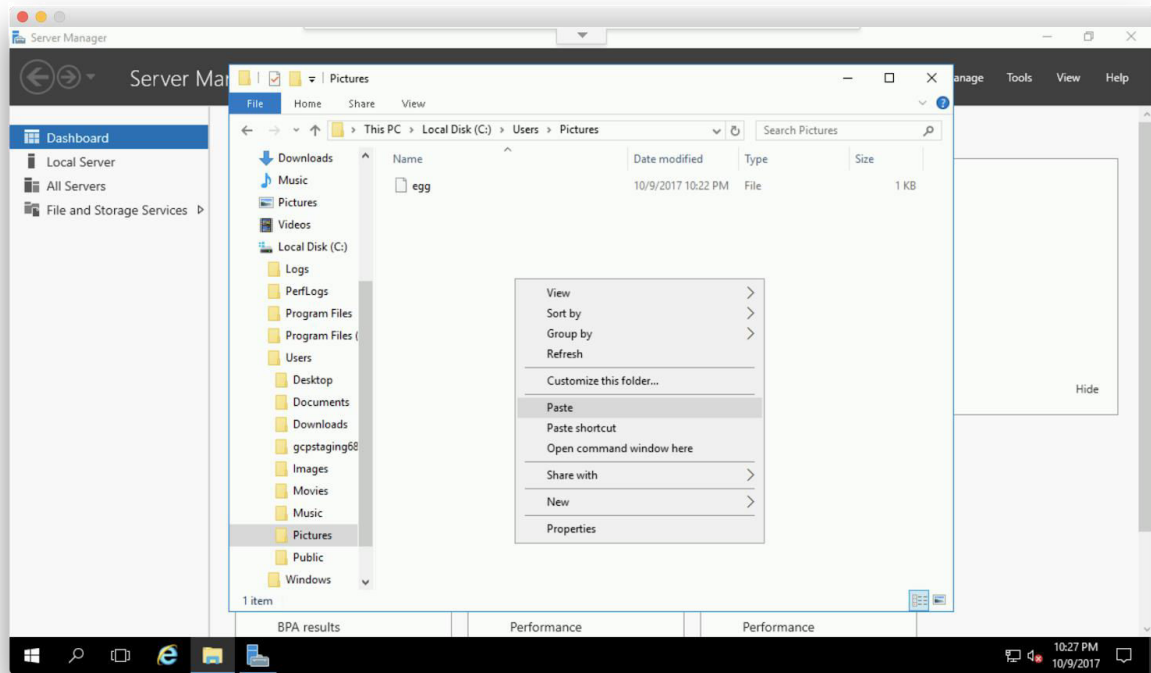 Server Manager
Server Mar
anage Tools View Help
Pictures
File Home Share View
This PC > Local Disk (C:) > Users > Pictures
Search Pictures
Dashboard
Local Server
All Servers
File and Storage Services
Downloads
Music
Pictures
Videos
Local Disk (C:)
Logs
PerfLogs
Program Files
Program Files (
Users
Desktop
Documents
Downloads
gcpstaging68
Images
Movies
Music
Pictures
Public
Windows
Name Date modified Type Size
egg 10/9/2017 10:22 PM File 1 KB
View
Sort by
Group by
Refresh
Customize this folder...
Paste
Paste shortcut
Open command window here
Share with
New
Properties
Hide
1 item
BPA results Performance Performance
10:27 PM
10/9/2017